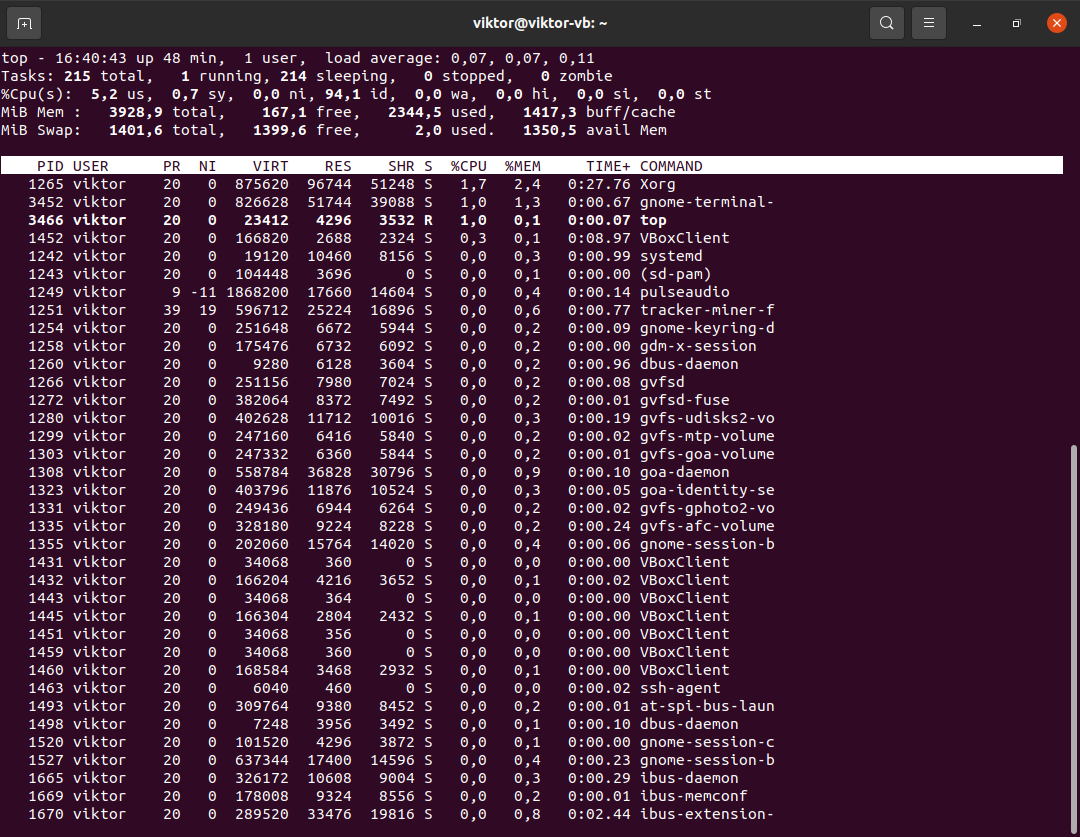 viktor@viktor-vb: ~
top - 16:40:43 up 48 min,  1 user,  load average: 0,07, 0,07, 0,11
Tasks: 215 total,   1 running, 214 sleeping,   0 stopped,   0 zombie
%Cpu(s):  5,2 us,  0,7 sy,  0,0 ni, 94,1 id,  0,0 wa,  0,0 hi,  0,0 si,  0,0 st
MiB Mem :   3928,9 total,    167,1 free,   2344,5 used,   1417,3 buff/cache
MiB Swap:   1401,6 total,   1399,6 free,      2,0 used.   1350,5 avail Mem
PID USER      PR  NI    VIRT    RES    SHR S  %CPU  %MEM     TIME+ COMMAND
1265 viktor    20   0  875620  96744  51248 S   1,7   2,4   0:27.76 Xorg
3452 viktor    20   0  826628  51744  39088 S   1,0   1,3   0:00.67 gnome-terminal-
3466 viktor    20   0   23412   4296   3532 R   1,0   0,1   0:00.07 top
1452 viktor    20   0  166820   2688   2324 S   0,3   0,1   0:08.97 VBoxClient
1242 viktor    20   0   19120  10460   8156 S   0,0   0,3   0:00.99 systemd
1243 viktor    20   0  104448   3696      0 S   0,0   0,1   0:00.00 (sd-pam)
1249 viktor     9 -11 1868200  17660  14604 S   0,0   0,4   0:00.14 pulseaudio
1251 viktor    39  19  596712  25224  16896 S   0,0   0,6   0:00.77 tracker-miner-f
1254 viktor    20   0  251648   6672   5944 S   0,0   0,2   0:00.09 gnome-keyring-d
1258 viktor    20   0  175476   6732   6092 S   0,0   0,2   0:00.00 gdm-x-session
1260 viktor    20   0    9280   6128   3604 S   0,0   0,2   0:00.96 dbus-daemon
1266 viktor    20   0  251156   7980   7024 S   0,0   0,2   0:00.08 gvfsd
1272 viktor    20   0  382064   8372   7492 S   0,0   0,2   0:00.01 gvfsd-fuse
1280 viktor    20   0  402628  11712  10016 S   0,0   0,3   0:00.19 gvfs-udisks2-vo
1299 viktor    20   0  247160   6416   5840 S   0,0   0,2   0:00.02 gvfs-mtp-volume
1303 viktor    20   0  247332   6360   5844 S   0,0   0,2   0:00.01 gvfs-goa-volume
1308 viktor    20   0  558784  36828  30796 S   0,0   0,9   0:00.10 goa-daemon
1323 viktor    20   0  403796  11876  10524 S   0,0   0,3   0:00.05 goa-identity-se
1331 viktor    20   0  249436   6944   6264 S   0,0   0,2   0:00.02 gvfs-gphoto2-vo
1335 viktor    20   0  328180   9224   8228 S   0,0   0,2   0:00.24 gvfs-afc-volume
1355 viktor    20   0  202060  15764  14020 S   0,0   0,4   0:00.06 gnome-session-b
1431 viktor    20   0   34068    360      0 S   0,0   0,0   0:00.00 VBoxClient
1432 viktor    20   0  166204   4216   3652 S   0,0   0,1   0:00.02 VBoxClient
1443 viktor    20   0   34068    364      0 S   0,0   0,0   0:00.00 VBoxClient
1445 viktor    20   0  166304   2804   2432 S   0,0   0,1   0:00.00 VBoxClient
1451 viktor    20   0   34068    356      0 S   0,0   0,0   0:00.00 VBoxClient
1459 viktor    20   0   34068    360      0 S   0,0   0,0   0:00.00 VBoxClient
1460 viktor    20   0  168584   3468   2932 S   0,0   0,1   0:00.00 VBoxClient
1463 viktor    20   0    6040    460      0 S   0,0   0,0   0:00.02 ssh-agent
1493 viktor    20   0  309764   9380   8452 S   0,0   0,2   0:00.01 at-spi-bus-laun
1498 viktor    20   0    7248   3956   3492 S   0,0   0,1   0:00.10 dbus-daemon
1520 viktor    20   0  101520   4296   3872 S   0,0   0,1   0:00.00 gnome-session-c
1527 viktor    20   0  637344  17400  14596 S   0,0   0,4   0:00.23 gnome-session-b
1665 viktor    20   0  326172  10608   9004 S   0,0   0,3   0:00.29 ibus-daemon
1669 viktor    20   0  178008   9324   8556 S   0,0   0,2   0:00.01 ibus-memconf
1670 viktor    20   0  289520  33476  19816 S   0,0   0,8   0:02.44 ibus-extension-